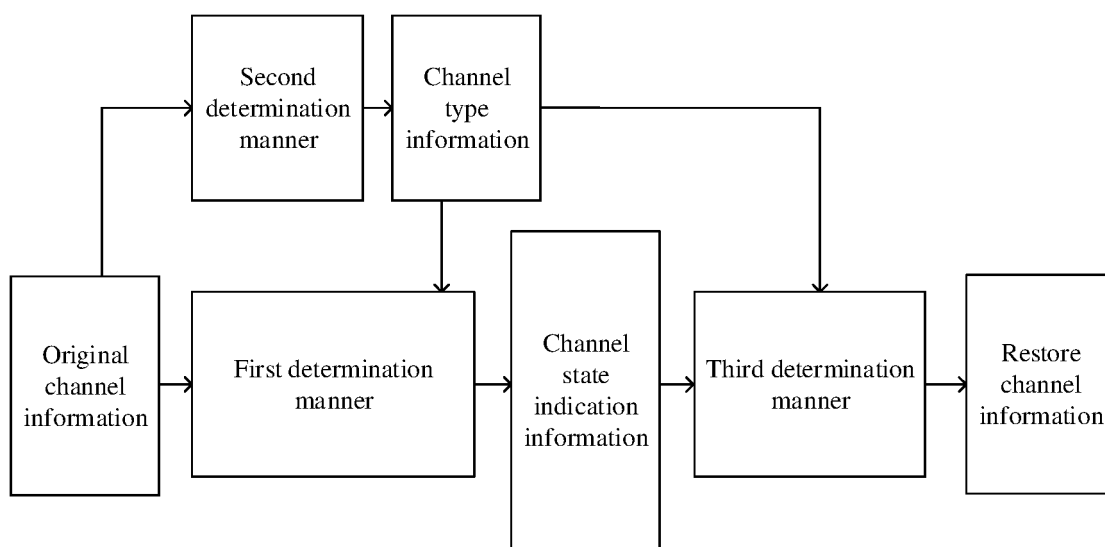 Second
determination
manner
Channel
type
information
Original
channel
information
First determination
manner
Channel
state
indication
information
Third determination
manner
Restore
channel
information